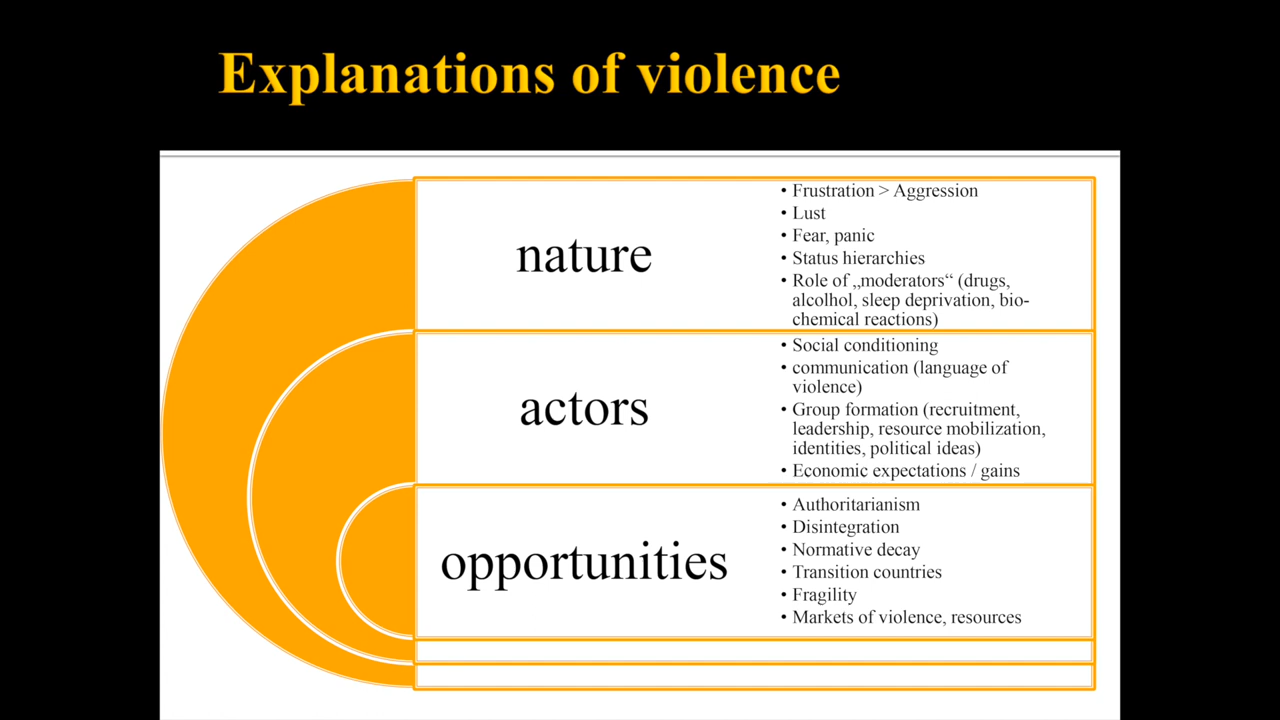 Explanations of violence
nature
• Frustration > Aggression
• Lust
• Fear, panic
• Status hierarchies
• Role of „moderators“ (drugs,
alcolhol, sleep deprivation, bio-
chemical reactions)
actors
• Social conditioning
• communication (language of
violence)
• Group formation (recruitment,
leadership, resource mobilization,
identities, political ideas)
• Economic expectations / gains
opportunities
• Authoritarianism
• Disintegration
• Normative decay
• Transition countries
• Fragility
• Markets of violence, resources